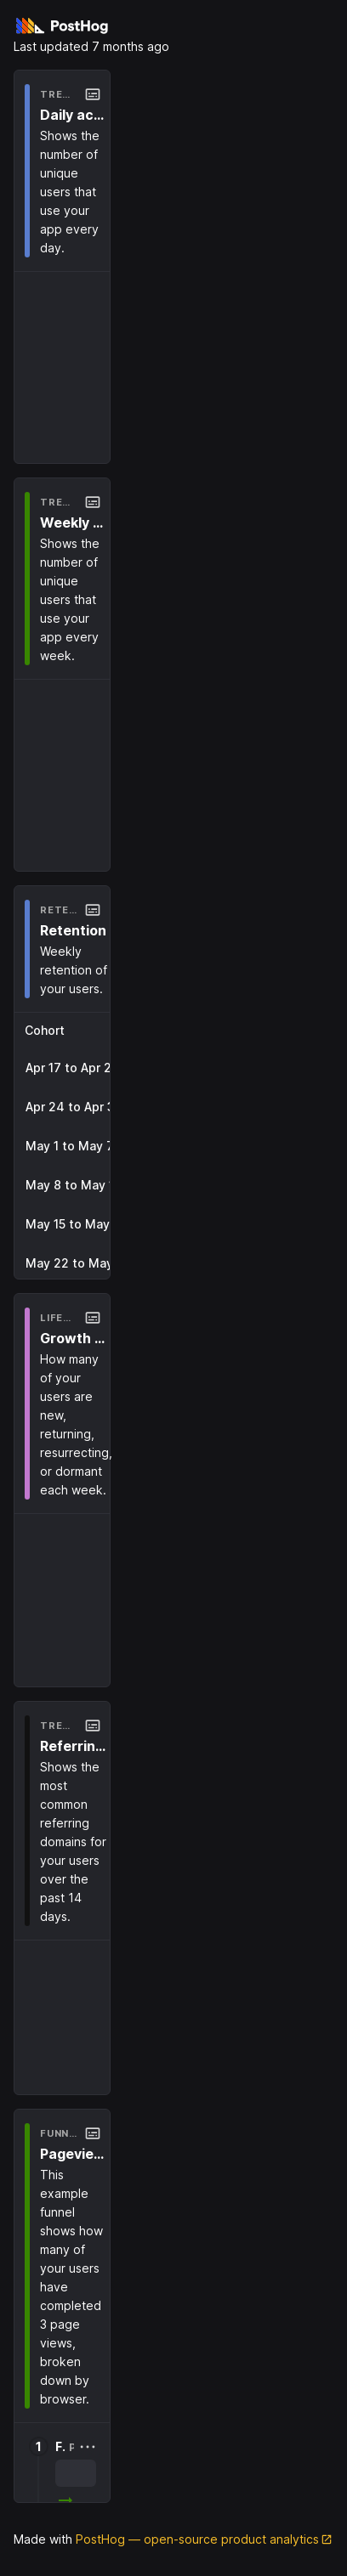 PostHog
Last updated 7 months ago
TRE...
Daily ac...
Shows the
number of
unique
users that
use your
app every
day.
TRE...
Weekly ...
Shows the
number of
unique
users that
use your
app every
week.
RETE...
Retention
Weekly
retention of
your users.
Cohort
Apr 17 to Apr 2
Apr 24 to Apr 3
May 1 to May 7
May 8 to May
May 15 to May
May 22 to May
LIFE...
Growth ...
How many
of your
users are
new,
returning,
resurrecting,
or dormant
each week.
TRE...
Referrin...
Shows the
most
common
referring
domains for
your users
over the
past 14
days.
FUNN...
Pagevie...
This
example
funnel
shows how
many of
your users
have
completed
3 page
views,
broken
down by
browser.
1 F.
Made with PostHog — open-source product analytics